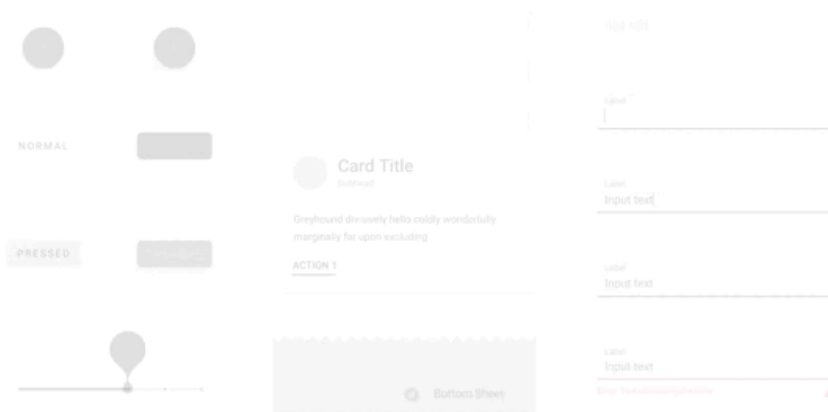 NORMAL
PRESSED
Card Title
Subhead
Greyhound divisively hello coldly wonderfully
marginally far upon excluding
ACTION 1
Bottom Sheet
Label
Label
Input text
Label
Input text
Label
Input text